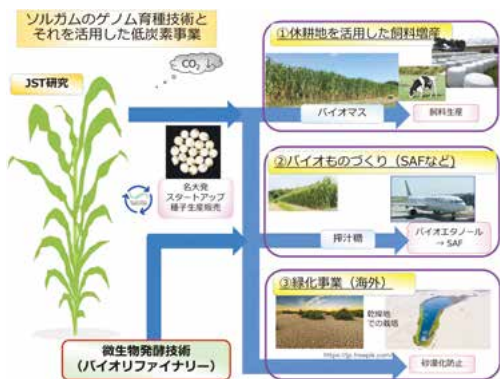 ソルガムのゲノム育種技術と
それを活用した低炭素事業
JST研究
CO₂ ↓
名大発
スタートアップ
種子生産販売
微生物発酵技術
（バイオリファイナリー）
①休耕地を活用した飼料増産
バイオマス
飼料生産
②バイオものづくり（SAFなど）
搾汁糖
バイオエタノール
→ SAF
③緑化事業（海外）
乾燥地
での栽培
https://jp.freepik.com/
砂漠化防止